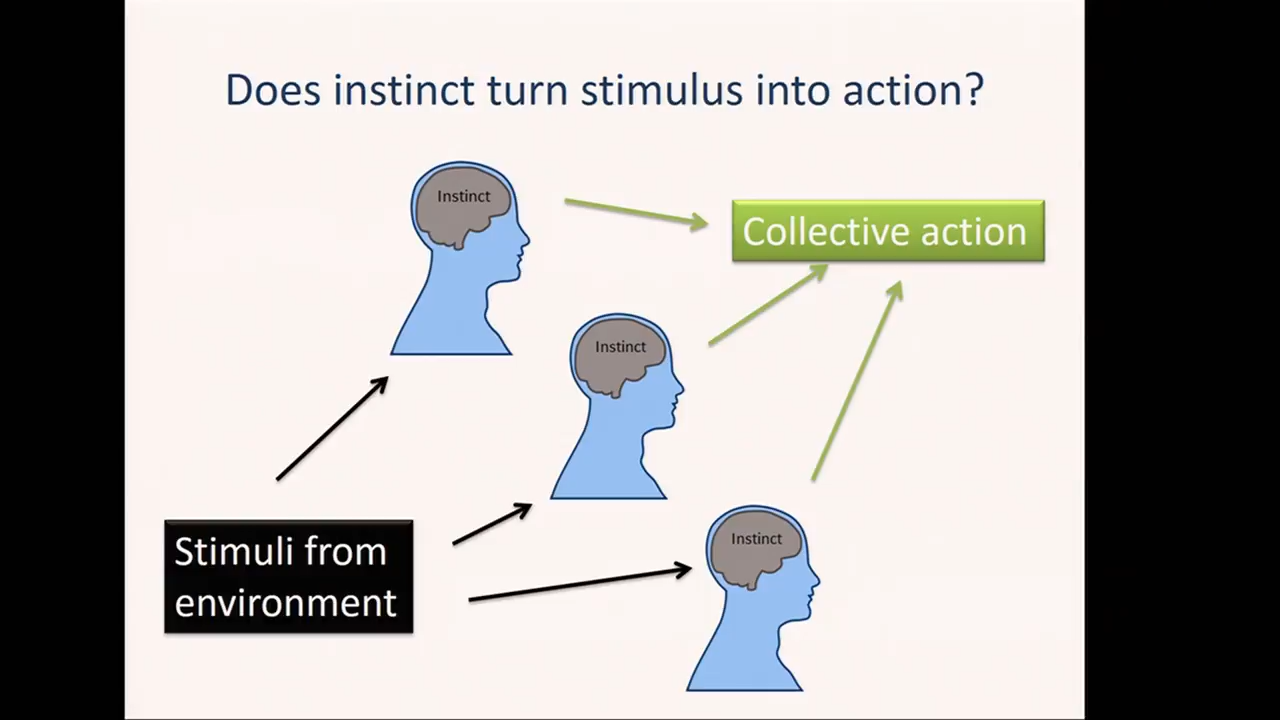 Does instinct turn stimulus into action?
Instinct
Collective action
Instinct
Instinct
Stimuli from
environment